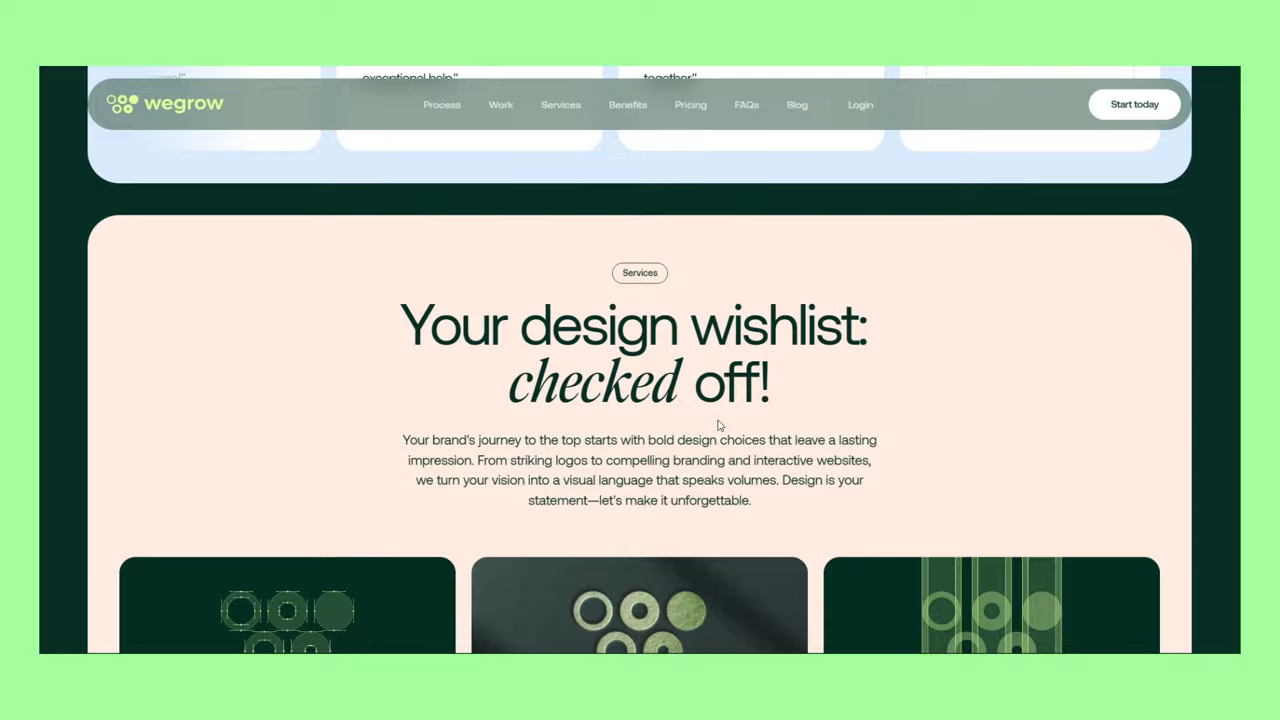 exceptional help"
together"
wegrow
Process
Work
Services
Benefits
Pricing
FAQs
Blog
Login
Start today
Services
Your design wishlist:
checked off!
Your brand's journey to the top starts with bold design choices that leave a lasting
impression. From striking logos to compelling branding and interactive websites,
we turn your vision into a visual language that speaks volumes. Design is your
statement—let's make it unforgettable.